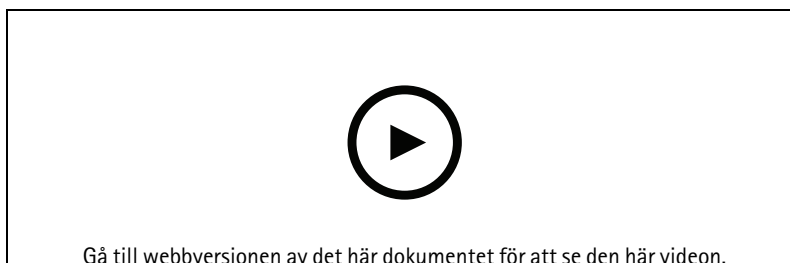 Gå till webbversionen av det här dokumentet för att se den här videon.